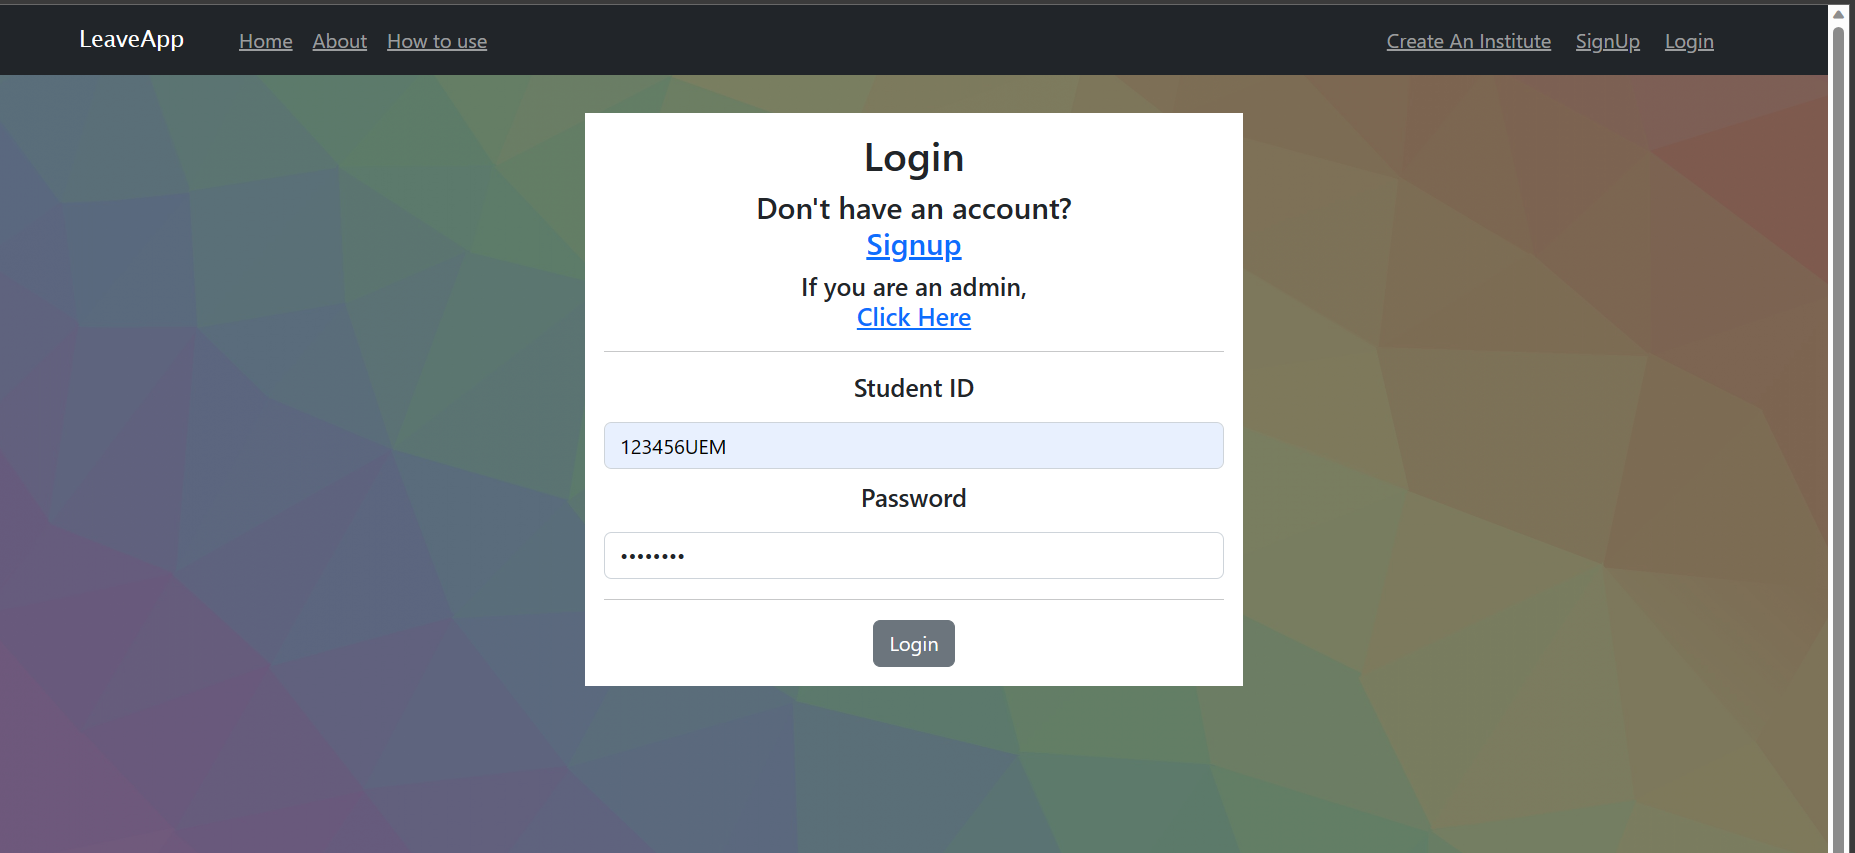 LeaveApp Home About How to use Create An Institute SignUp Login
Login
Don't have an account?
Signup
If you are an admin,
Click Here
Student ID
123456UEM
Password
••••••••
Login